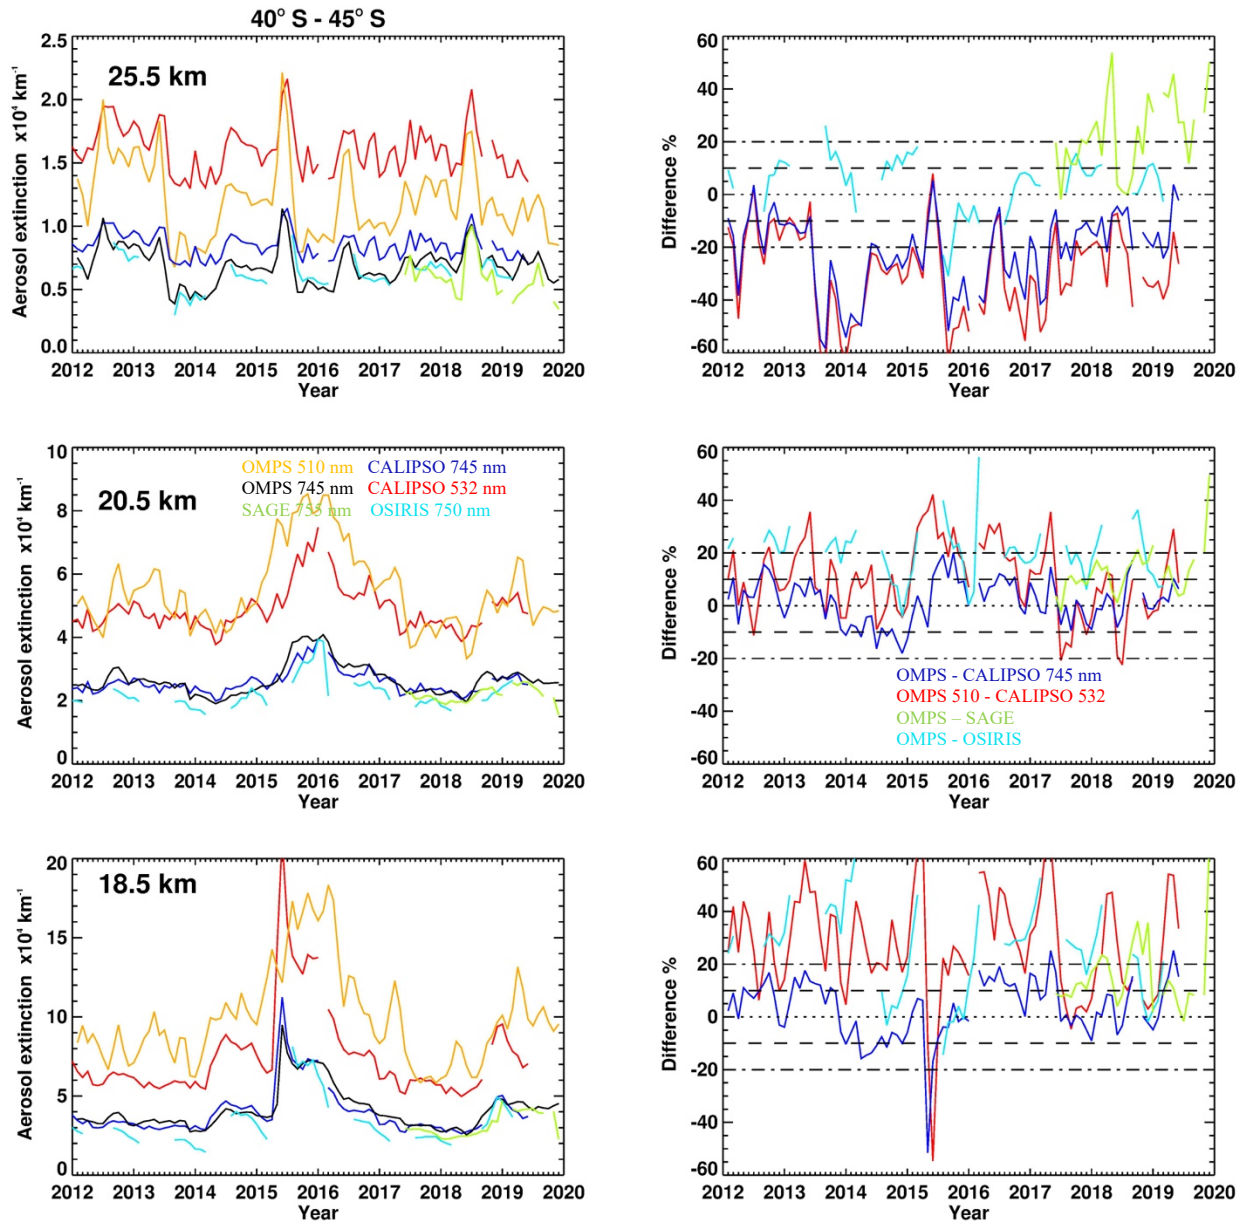 40° S - 45° S
25.5 km
Aerosol extinction x10⁴ km⁻¹
2.5
2.0
1.5
1.0
0.5
0.0
2012 2013 2014 2015 2016 2017 2018 2019 2020
Year
Difference %
60
40
20
0
-20
-40
-60
2012 2013 2014 2015 2016 2017 2018 2019 2020
Year
20.5 km
OMPS 510 nm CALIPSO 745 nm
OMPS 745 nm CALIPSO 532 nm
SAGE 755 nm OSIRIS 750 nm
Aerosol extinction x10⁴ km⁻¹
10
8
6
4
2
0
2012 2013 2014 2015 2016 2017 2018 2019 2020
Year
Difference %
60
40
20
0
-20
-40
-60
OMPS - CALIPSO 745 nm
OMPS 510 - CALIPSO 532
OMPS – SAGE
OMPS - OSIRIS
2012 2013 2014 2015 2016 2017 2018 2019 2020
Year
18.5 km
Aerosol extinction x10⁴ km⁻¹
20
15
10
5
0
2012 2013 2014 2015 2016 2017 2018 2019 2020
Year
Difference %
60
40
20
0
-20
-40
-60
2012 2013 2014 2015 2016 2017 2018 2019 2020
Year